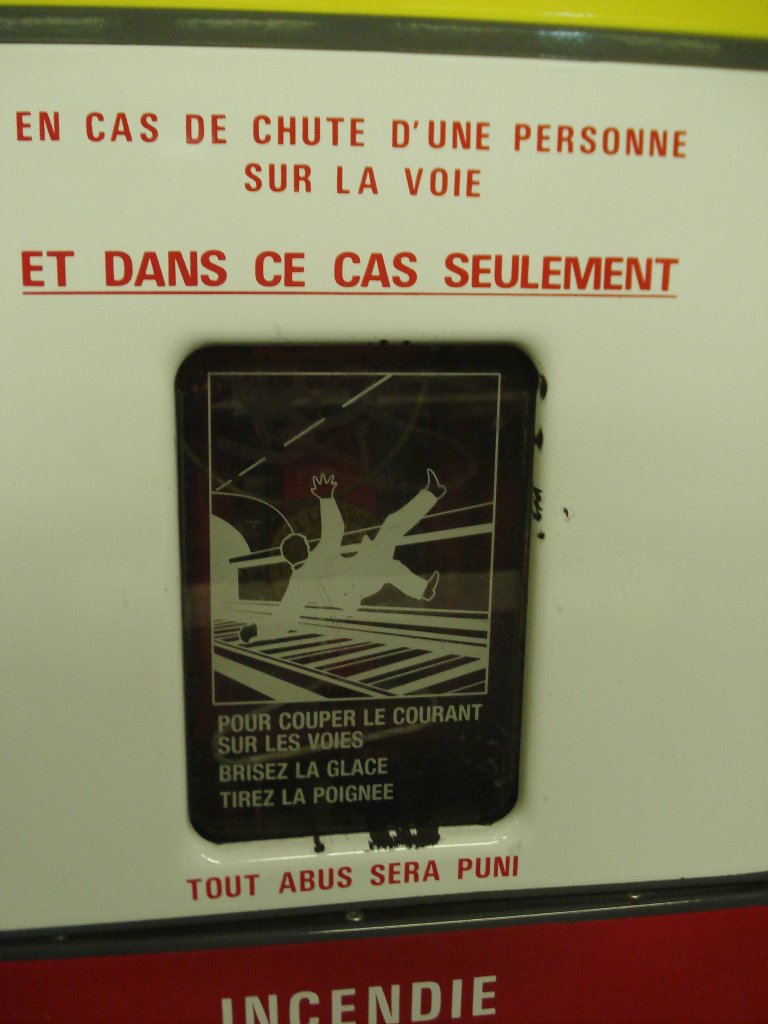 EN CAS DE CHUTE D'UNE PERSONNE
SUR LA VOIE
ET DANS CE CAS SEULEMENT
POUR COUPER LE COURANT
SUR LES VOIES
BRISEZ LA GLACE
TIREZ LA POIGNEE
TOUT ABUS SERA PUNI
INCENDIE